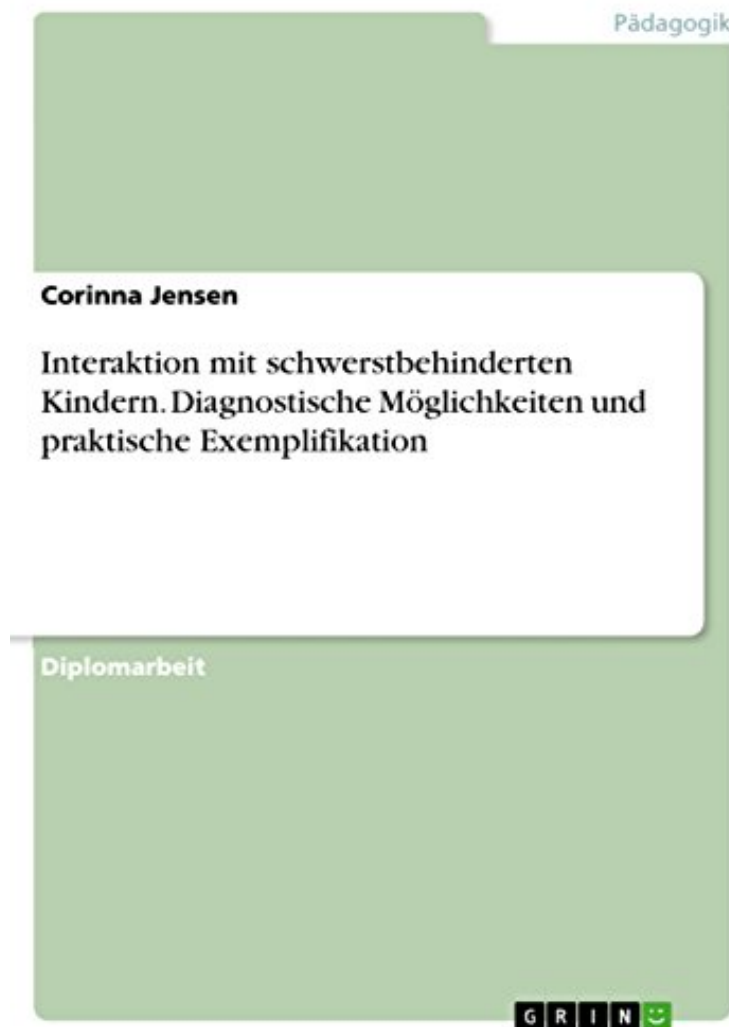 Pädagogik
Corinna Jensen
Interaktion mit schwerstbehinderten
Kindern. Diagnostische Möglichkeiten und
praktische Exemplifikation
Diplomarbeit
GRIN